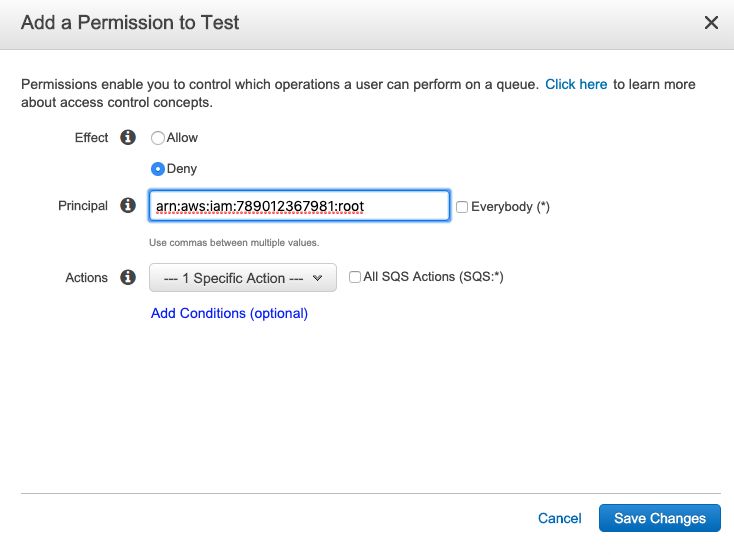 Add a Permission to Test
Permissions enable you to control which operations a user can perform on a queue. Click here to learn more
about access control concepts.
Effect Allow
Deny
Principal arn:aws:iam:789012367981:root Everybody (*)
Use commas between multiple values.
Actions --- 1 Specific Action --- All SQS Actions (SQS:*)
Add Conditions (optional)
Cancel Save Changes